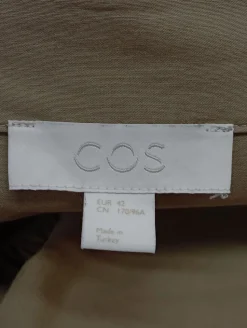 COS
EUR 42
CN 170/96A
Made in
Turkey